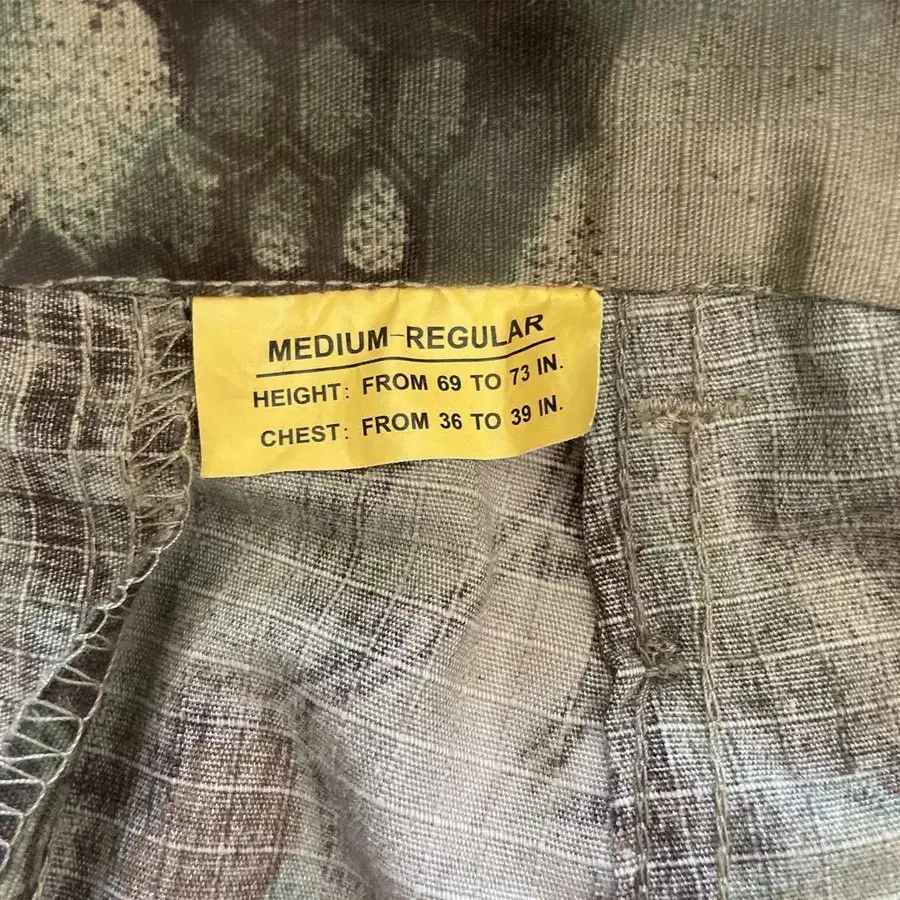 MEDIUM-REGULAR
HEIGHT: FROM 69 TO 73 IN.
CHEST: FROM 36 TO 39 IN.